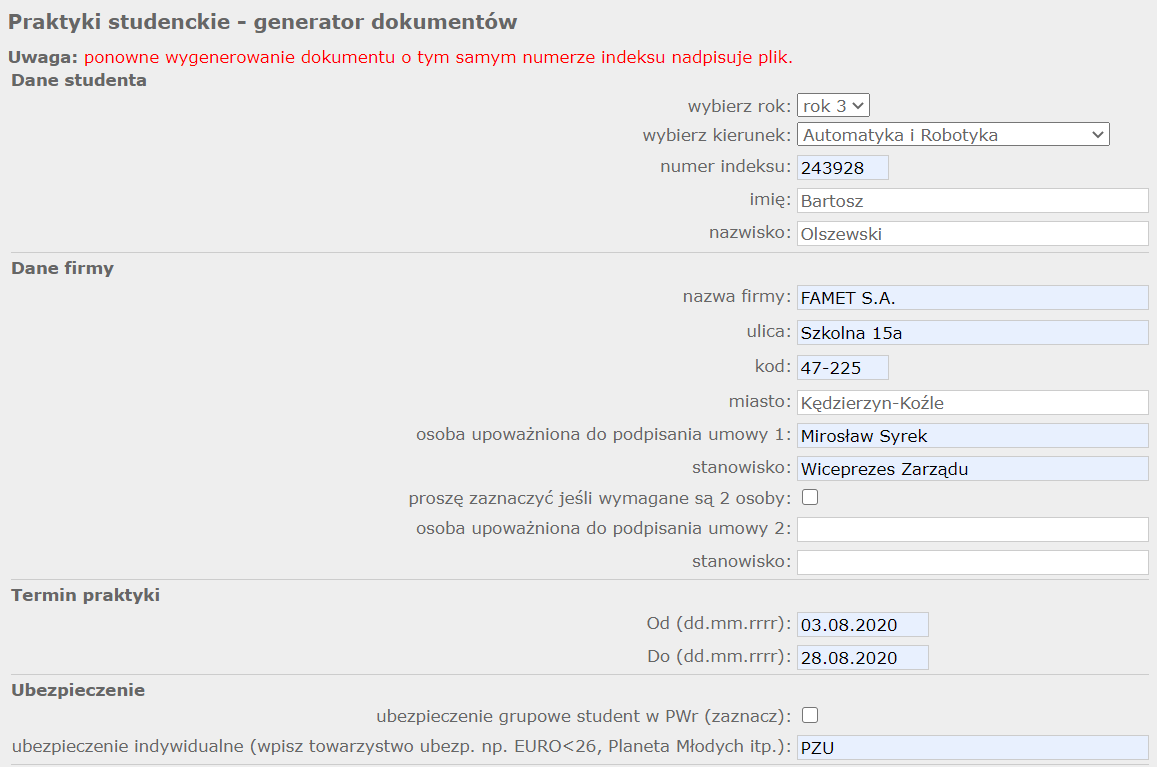 Praktyki studenckie - generator dokumentów
Uwaga: ponowne wygenerowanie dokumentu o tym samym numerze indeksu nadpisuje plik.
Dane studenta
wybierz rok: rok 3
wybierz kierunek: Automatyka i Robotyka
numer indeksu: 243928
imię: Bartosz
nazwisko: Olszewski
Dane firmy
nazwa firmy: FAMET S.A.
ulica: Szkolna 15a
kod: 47-225
miasto: Kędzierzyn-Koźle
osoba upoważniona do podpisania umowy 1: Mirosław Syrek
stanowisko: Wiceprezes Zarządu
proszę zaznaczyć jeśli wymagane są 2 osoby:
osoba upoważniona do podpisania umowy 2:
stanowisko:
Termin praktyki
Od (dd.mm.rrrr): 03.08.2020
Do (dd.mm.rrrr): 28.08.2020
Ubezpieczenie
ubezpieczenie grupowe student w PWr (zaznacz):
ubezpieczenie indywidualne (wpisz towarzystwo ubezp. np. EURO<26, Planeta Młodych itp.): PZU